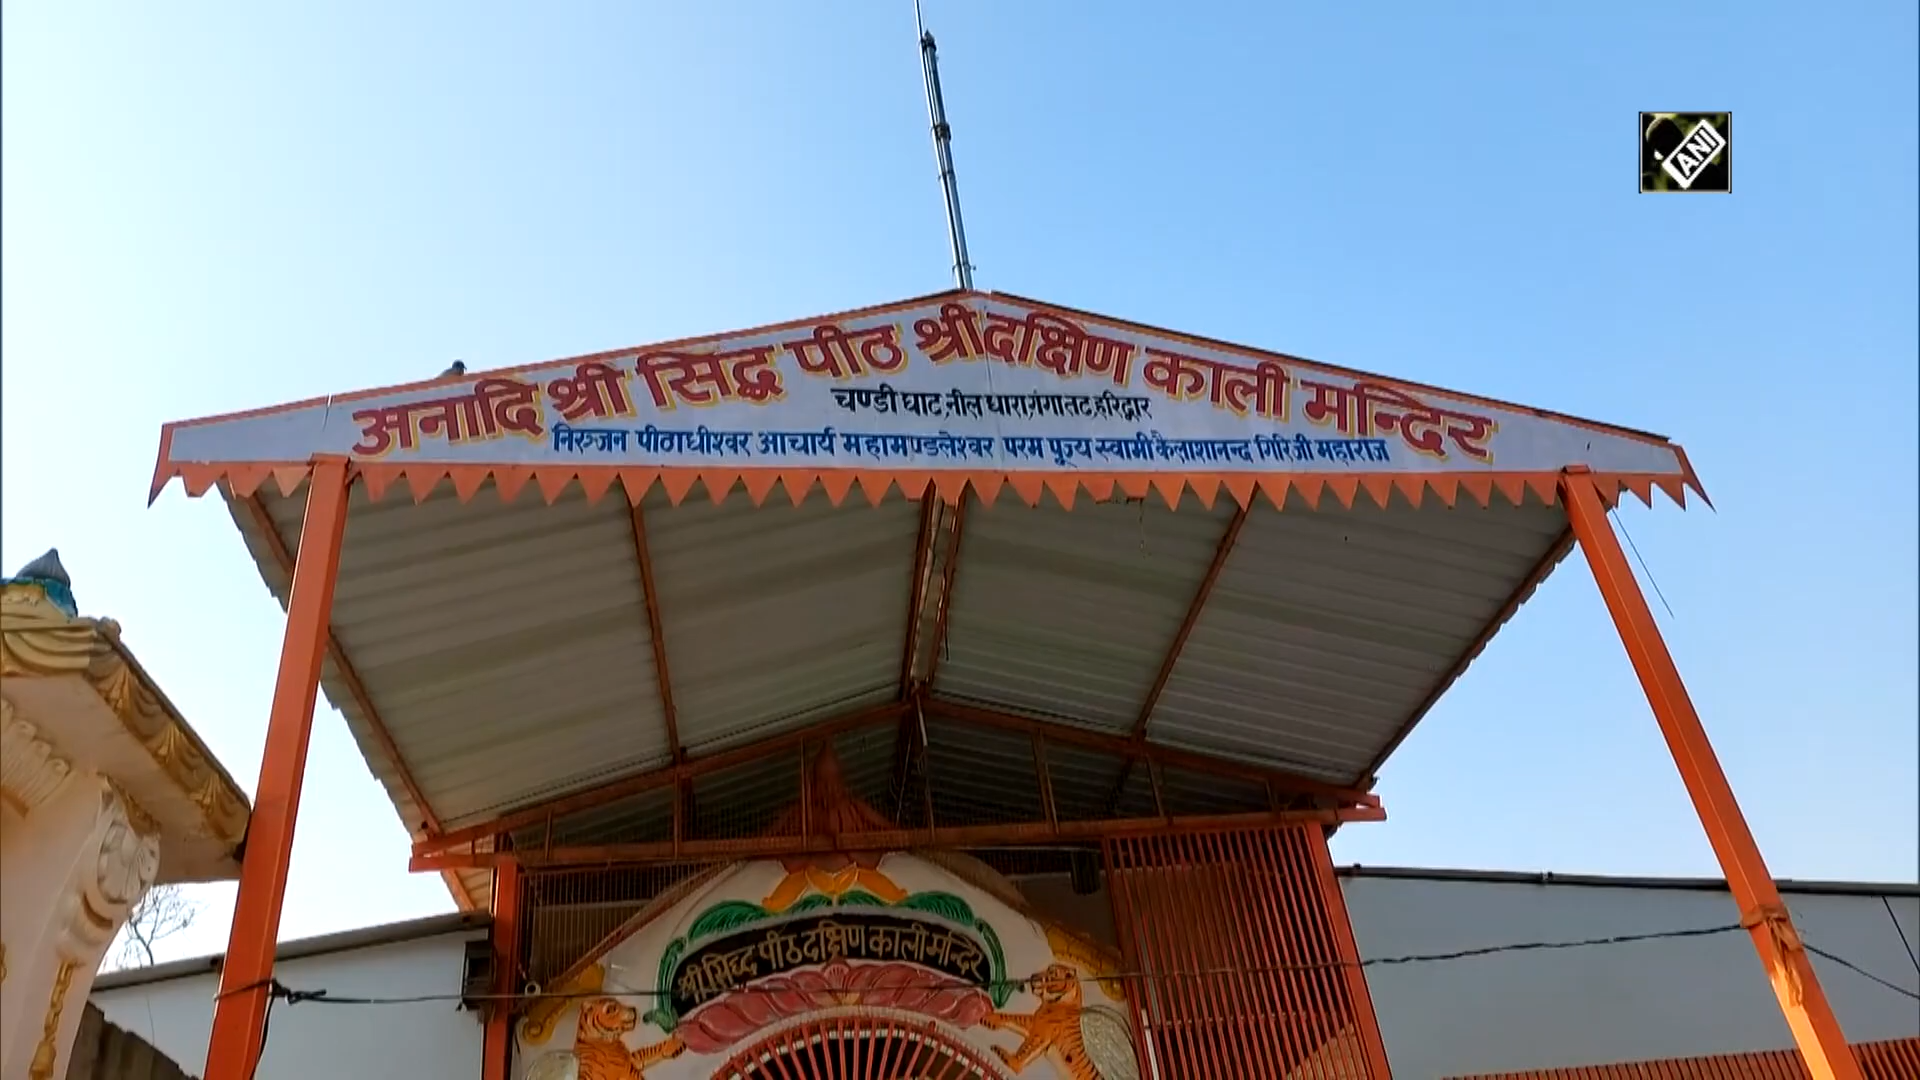 ANI
अनादि श्री सिद्ध पीठ श्री दक्षिण काली मन्दिर
चण्डी घाट, नील धारा, गंगा तट, हरिद्वार
निरन्जन पीठाधीश्वर आचार्य महामण्डलेश्वर परम पूज्य स्वामी कैलाशानन्द गिरि जी महाराज
श्री सिध्द पीठ दक्षिण काली मन्दिर